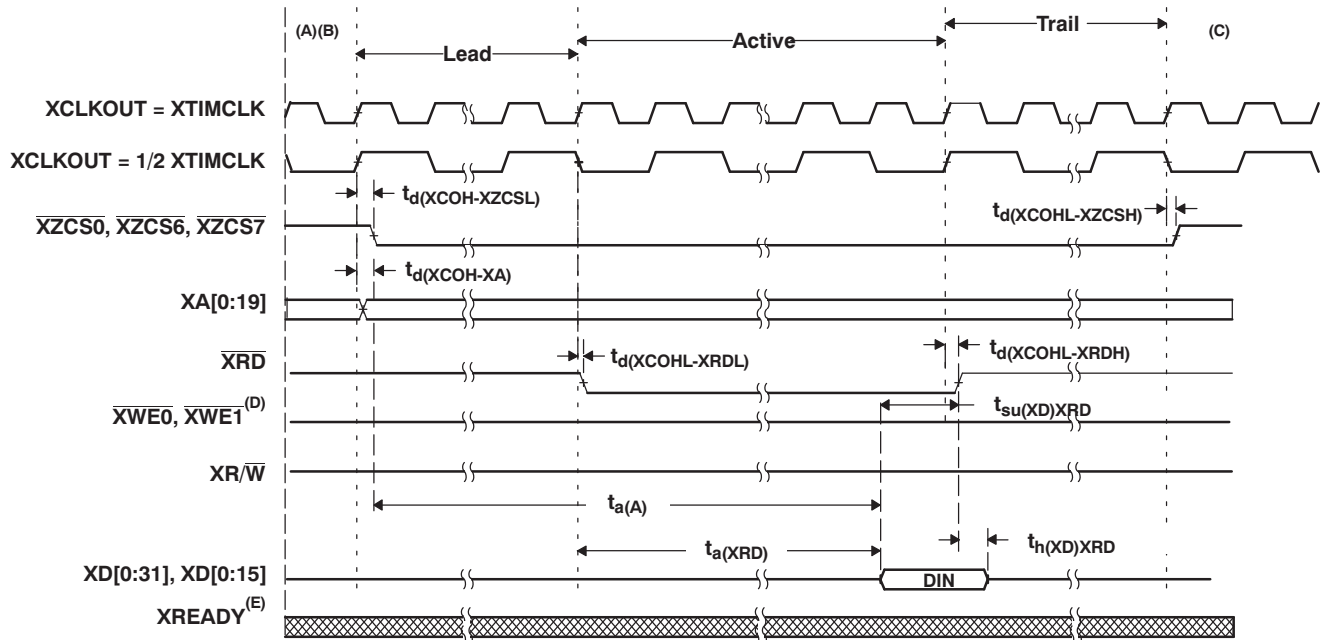 (A)(B)
Lead
Active
Trail
(C)
XCLKOUT = XTIMCLK
XCLKOUT = 1/2 XTIMCLK
td(XCOH-XZCSL)
td(XCOHL-XZCSH)
XZCS0, XZCS6, XZCS7
td(XCOH-XA)
XA[0:19]
XRD
td(XCOHL-XRDL)
td(XCOHL-XRDH)
XWE0, XWE1(D)
tsu(XD)XRD
XR/W
ta(A)
ta(XRD)
th(XD)XRD
XD[0:31], XD[0:15]
DIN
XREADY(E)